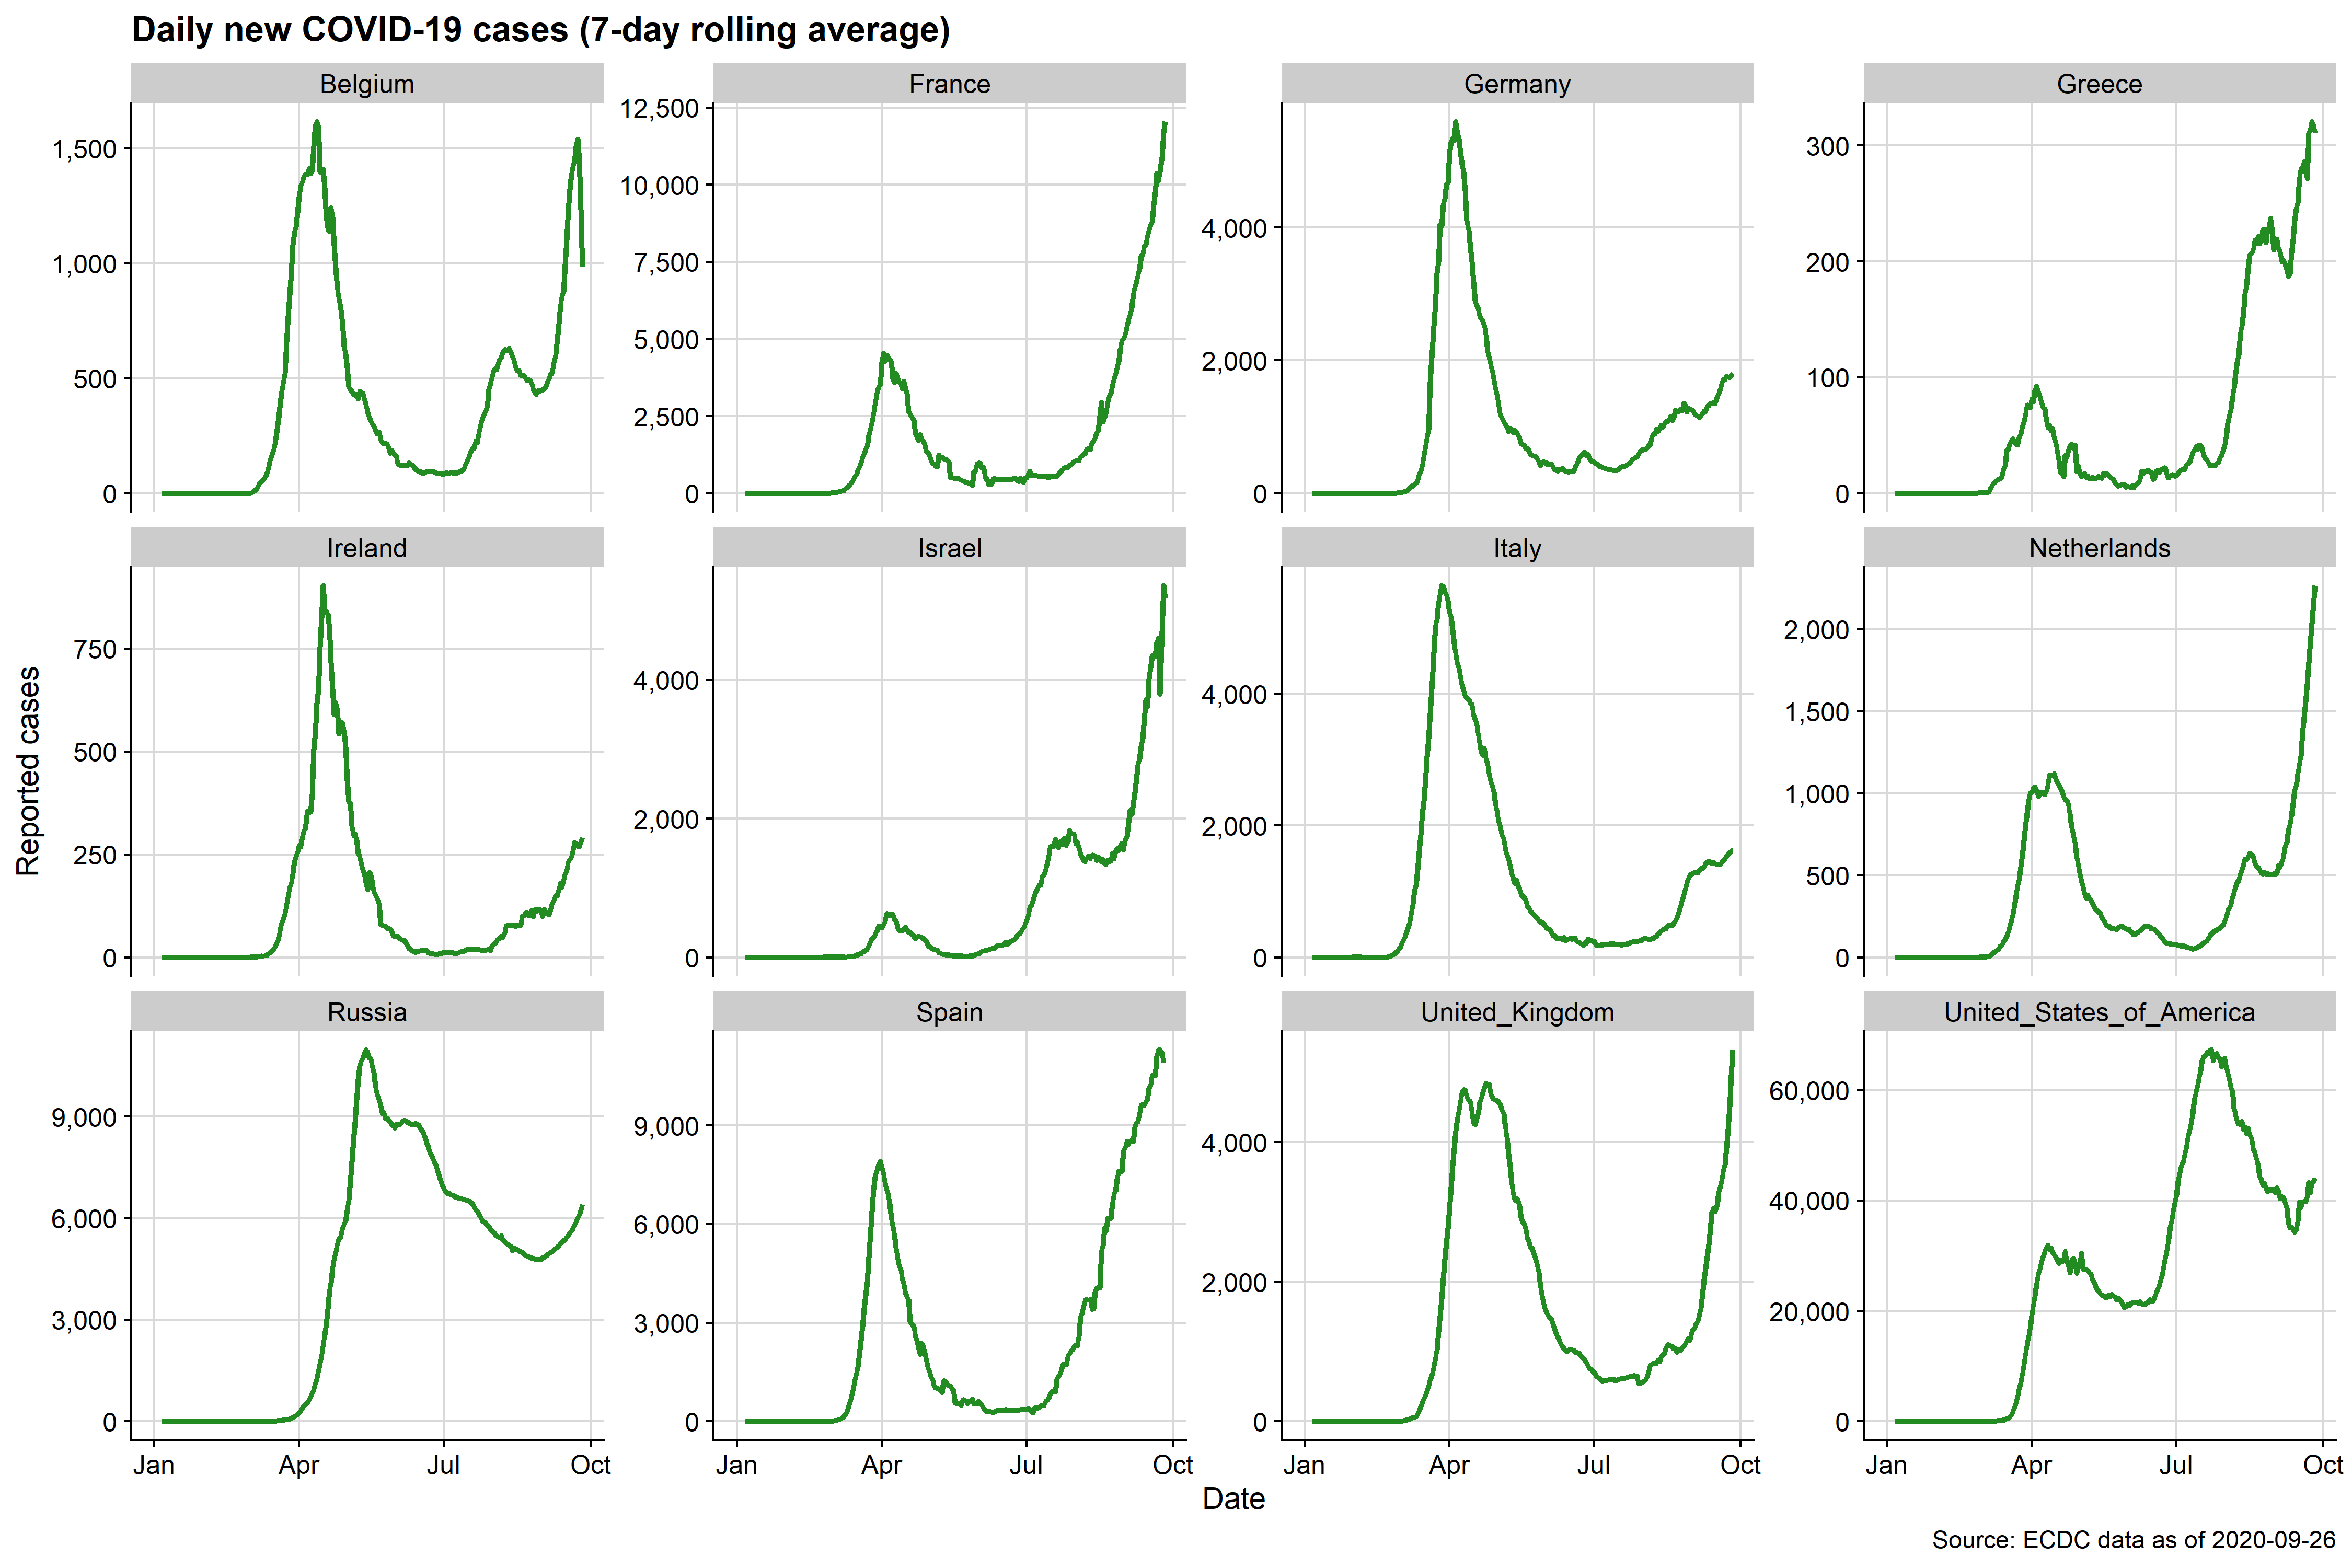 Daily new COVID-19 cases (7-day rolling average)
Belgium
France
Germany
Greece
1,500
1,000
500
0
12,500
10,000
7,500
5,000
2,500
0
4,000
2,000
0
300
200
100
0
Ireland
Israel
Italy
Netherlands
750
500
250
0
4,000
2,000
0
4,000
2,000
0
2,000
1,500
1,000
500
0
Reported cases
Russia
Spain
United_Kingdom
United_States_of_America
9,000
6,000
3,000
0
9,000
6,000
3,000
0
4,000
2,000
0
60,000
40,000
20,000
0
Jan Apr Jul Oct
Jan Apr Jul Oct
Jan Apr Jul Oct
Jan Apr Jul Oct
Date
Source: ECDC data as of 2020-09-26